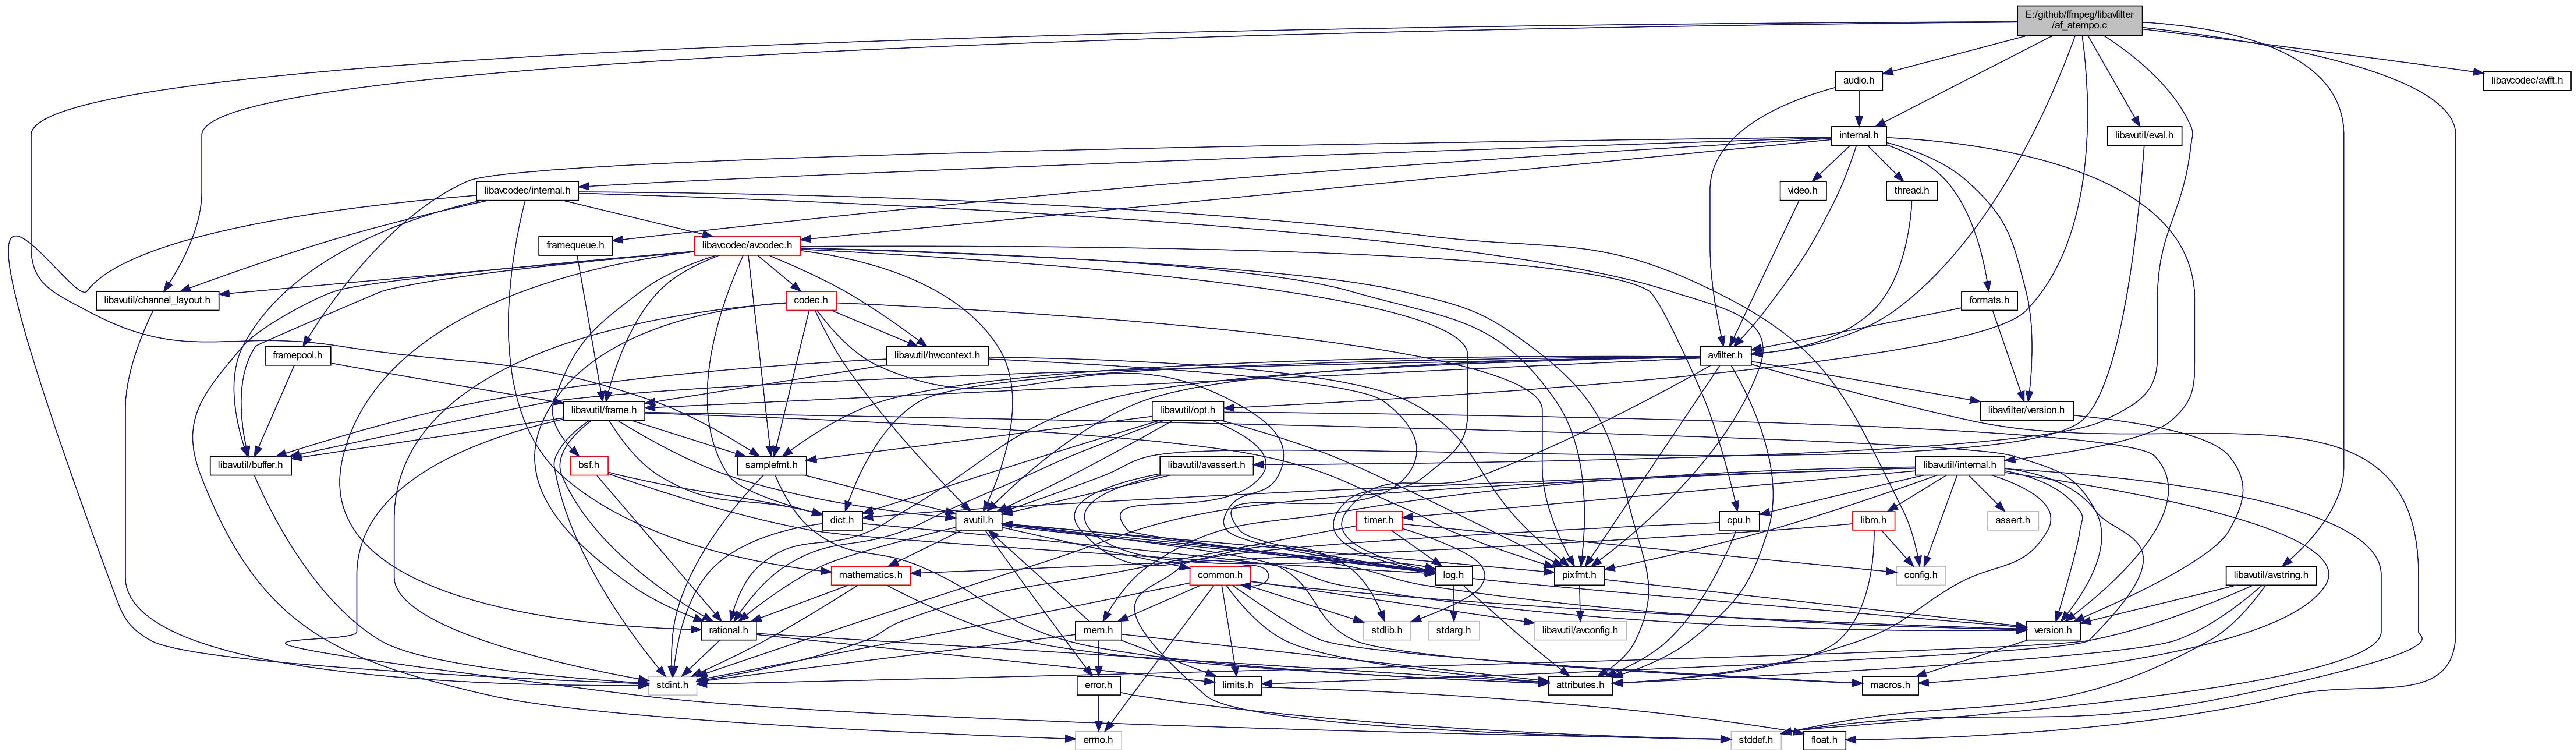 E:/github/ffmpeg/libavfilter
/af_atempo.c
audio.h
libavcodec/avfft.h
internal.h
libavutil/eval.h
libavcodec/internal.h
video.h
thread.h
framequeue.h
libavcodec/avcodec.h
libavutil/channel_layout.h
codec.h
formats.h
framepool.h
libavutil/hwcontext.h
avfilter.h
libavutil/frame.h
libavutil/opt.h
libavfilter/version.h
libavutil/buffer.h
bsf.h
samplefmt.h
libavutil/avassert.h
libavutil/internal.h
dict.h
avutil.h
timer.h
cpu.h
libm.h
assert.h
mathematics.h
common.h
log.h
pixfmt.h
config.h
libavutil/avstring.h
rational.h
mem.h
stdlib.h
stdarg.h
libavutil/avconfig.h
version.h
stdint.h
error.h
limits.h
attributes.h
macros.h
errno.h
stddef.h
float.h